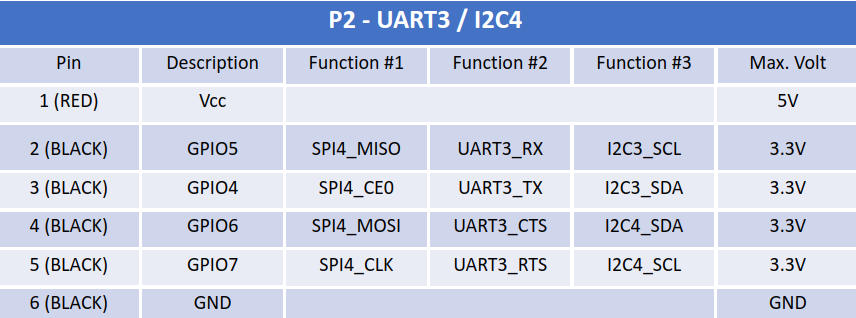 P2 - UART3 / I2C4
Pin Description Function #1 Function #2 Function #3 Max. Volt
1 (RED) Vcc 5V
2 (BLACK) GPIO5 SPI4_MISO UART3_RX I2C3_SCL 3.3V
3 (BLACK) GPIO4 SPI4_CE0 UART3_TX I2C3_SDA 3.3V
4 (BLACK) GPIO6 SPI4_MOSI UART3_CTS I2C4_SDA 3.3V
5 (BLACK) GPIO7 SPI4_CLK UART3_RTS I2C4_SCL 3.3V
6 (BLACK) GND GND